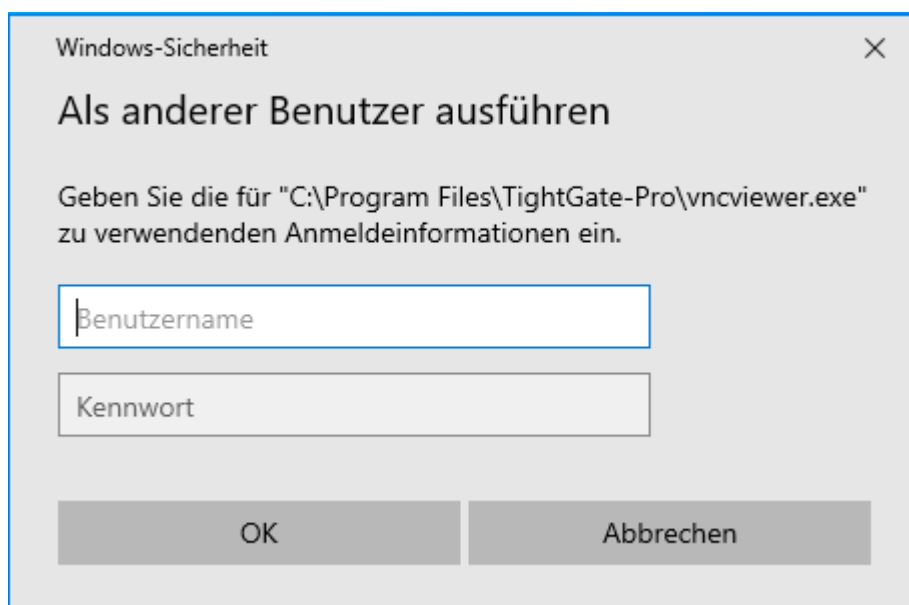 Windows-Sicherheit
Als anderer Benutzer ausführen
Geben Sie die für "C:\Program Files\TightGate-Pro\vncviewer.exe"
zu verwendenden Anmeldeinformationen ein.
Benutzername
Kennwort
OK
Abbrechen